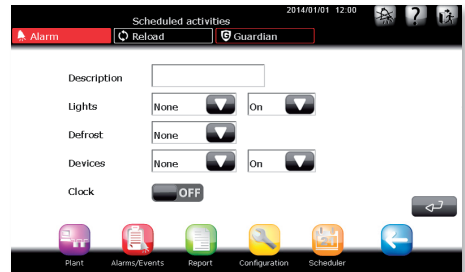 Scheduled activities
2014/01/01 12:00
?
Alarm
Reload
G Guardian
Description
Lights None On
Defrost None
Devices None On
Clock OFF
Plant Alarms/Events Report Configuration Scheduler